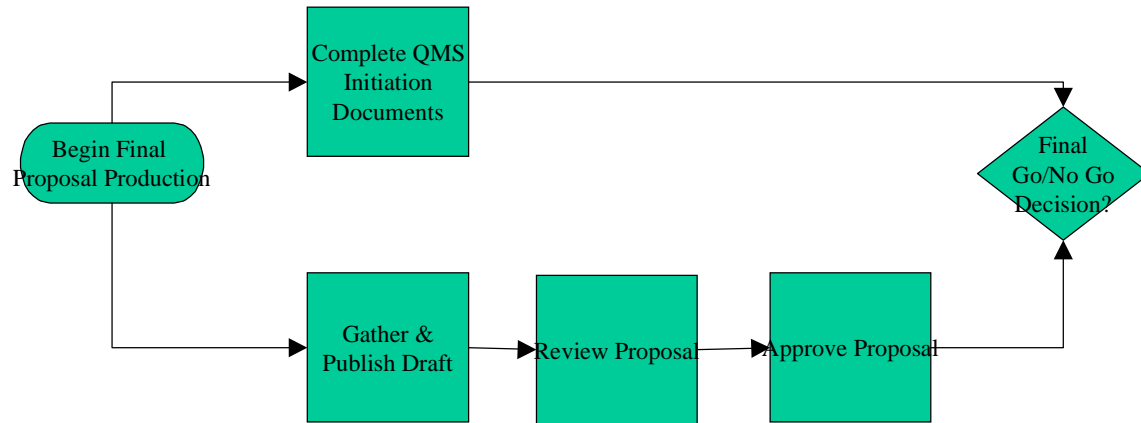 Complete QMS
Initiation
Documents
Begin Final
Proposal Production
Final
Go/No Go
Decision?
Gather &
Publish Draft
Review Proposal
Approve Proposal